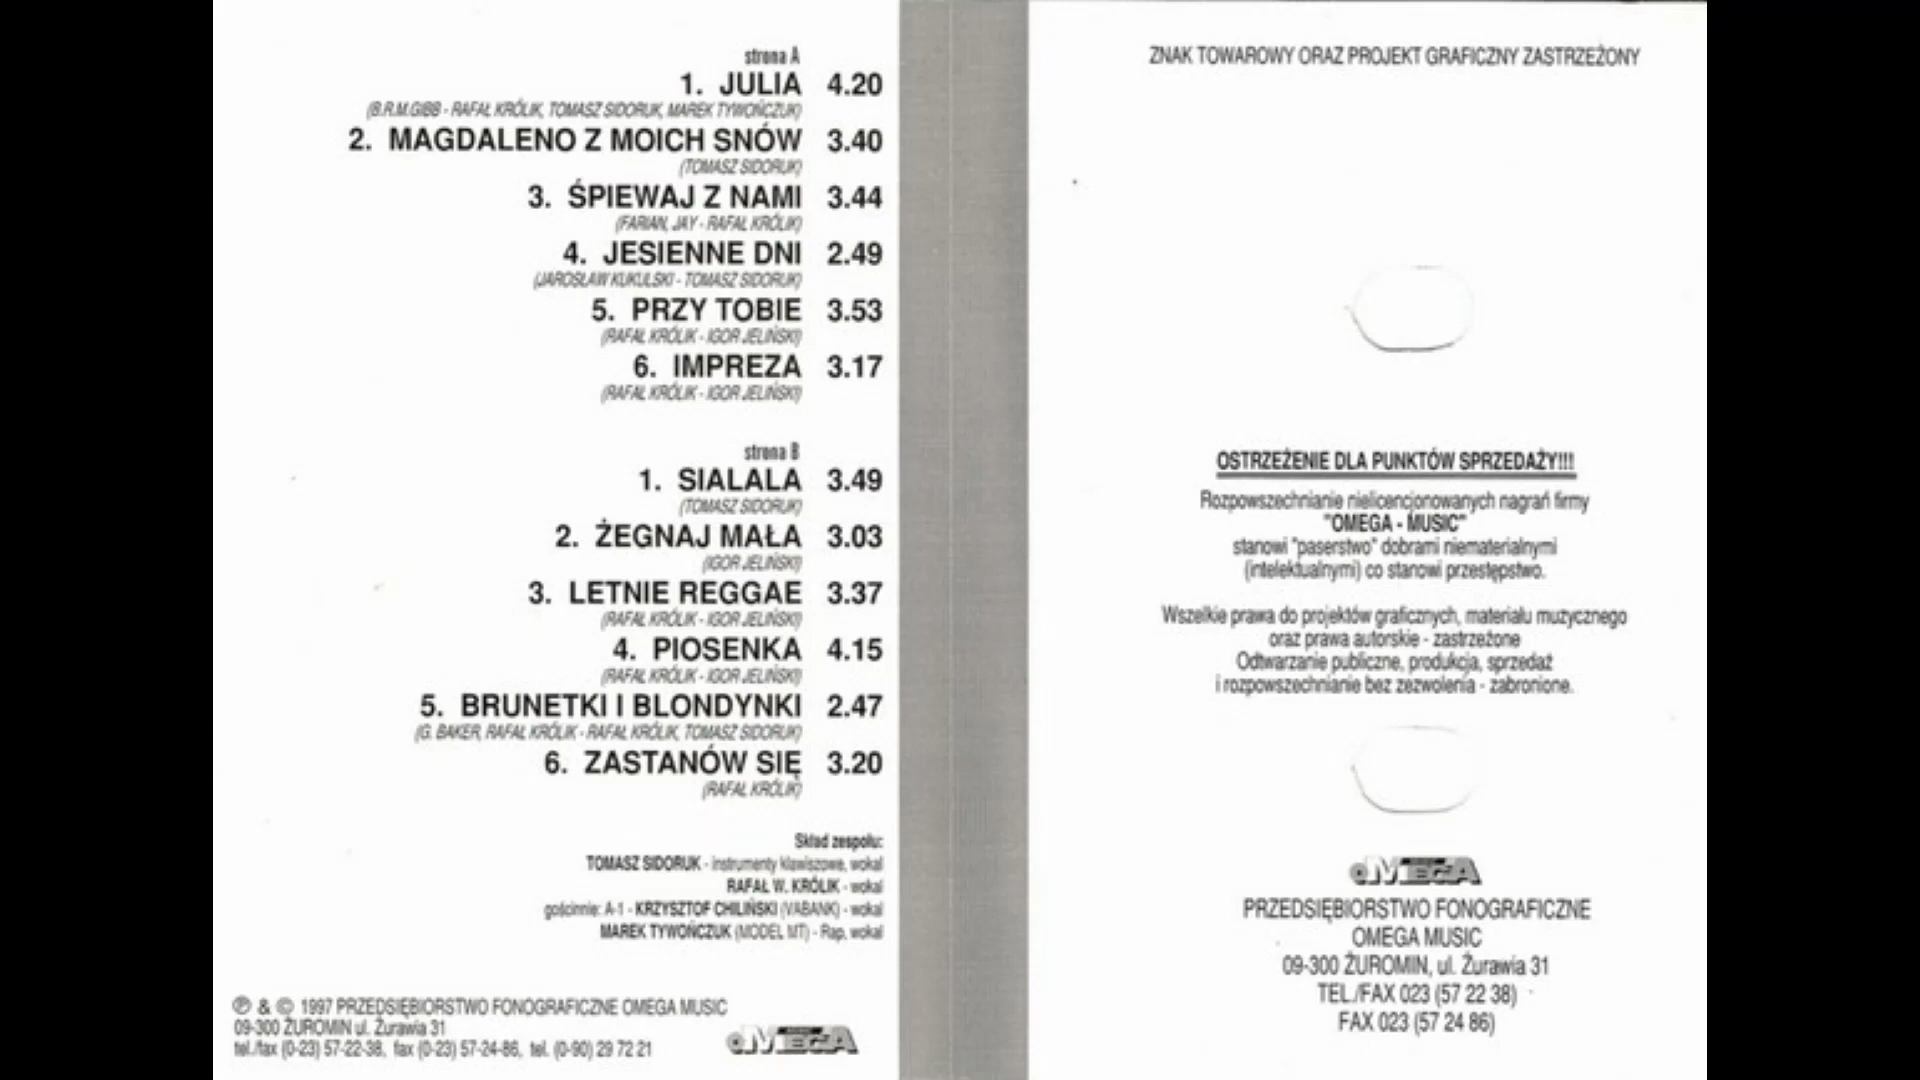 strona A
1. JULIA 4.20
(B.R.M.GIBB - RAFAŁ KRÓLIK, TOMASZ SIDORUK, MAREK TYWOŃCZUK)
2. MAGDALENO Z MOICH SNÓW 3.40
(TOMASZ SIDORUK)
3. ŚPIEWAJ Z NAMI 3.44
(FARIAN, JAY - RAFAŁ KRÓLIK)
4. JESIENNE DNI 2.49
(JAROSŁAW KUKULSKI - TOMASZ SIDORUK)
5. PRZY TOBIE 3.53
(RAFAŁ KRÓLIK - IGOR JELIŃSKI)
6. IMPREZA 3.17
(RAFAŁ KRÓLIK - IGOR JELIŃSKI)
strona B
1. SIALALA 3.49
(TOMASZ SIDORUK)
2. ŻEGNAJ MAŁA 3.03
(IGOR JELIŃSKI)
3. LETNIE REGGAE 3.37
(RAFAŁ KRÓLIK - IGOR JELIŃSKI)
4. PIOSENKA 4.15
(RAFAŁ KRÓLIK - IGOR JELIŃSKI)
5. BRUNETKI I BLONDYNKI 2.47
(G. BAKER, RAFAŁ KRÓLIK - RAFAŁ KRÓLIK, TOMASZ SIDORUK)
6. ZASTANÓW SIĘ 3.20
(RAFAŁ KRÓLIK)
Skład zespołu:
TOMASZ SIDORUK - instrumenty klawiszowe, wokal
RAFAŁ W. KRÓLIK - wokal
gościnnie: A-1 - KRZYSZTOF CHILIŃSKI (VABANK) - wokal
MAREK TYWOŃCZUK (MODEL MT) - Rap, wokal
℗ & © 1997 PRZEDSIĘBIORSTWO FONOGRAFICZNE OMEGA MUSIC
09-300 ŻUROMIN ul. Żurawia 31
tel./fax (0-23) 57-22-38, fax (0-23) 57-24-86, tel. (0-90) 29 72 21
OMEGA
ZNAK TOWAROWY ORAZ PROJEKT GRAFICZNY ZASTRZEŻONY
OSTRZEŻENIE DLA PUNKTÓW SPRZEDAŻY!!!
Rozpowszechnianie nielicencjonowanych nagrań firmy
"OMEGA - MUSIC"
stanowi "paserstwo" dobrami niematerialnymi
(intelektualnymi) co stanowi przestępstwo.
Wszelkie prawa do projektów graficznych, materiału muzycznego
oraz prawa autorskie - zastrzeżone
Odtwarzanie publiczne, produkcja, sprzedaż
i rozpowszechnianie bez zezwolenia - zabronione.
OMEGA
PRZEDSIĘBIORSTWO FONOGRAFICZNE
OMEGA MUSIC
09-300 ŻUROMIN, ul. Żurawia 31
TEL./FAX 023 (57 22 38)
FAX 023 (57 24 86)